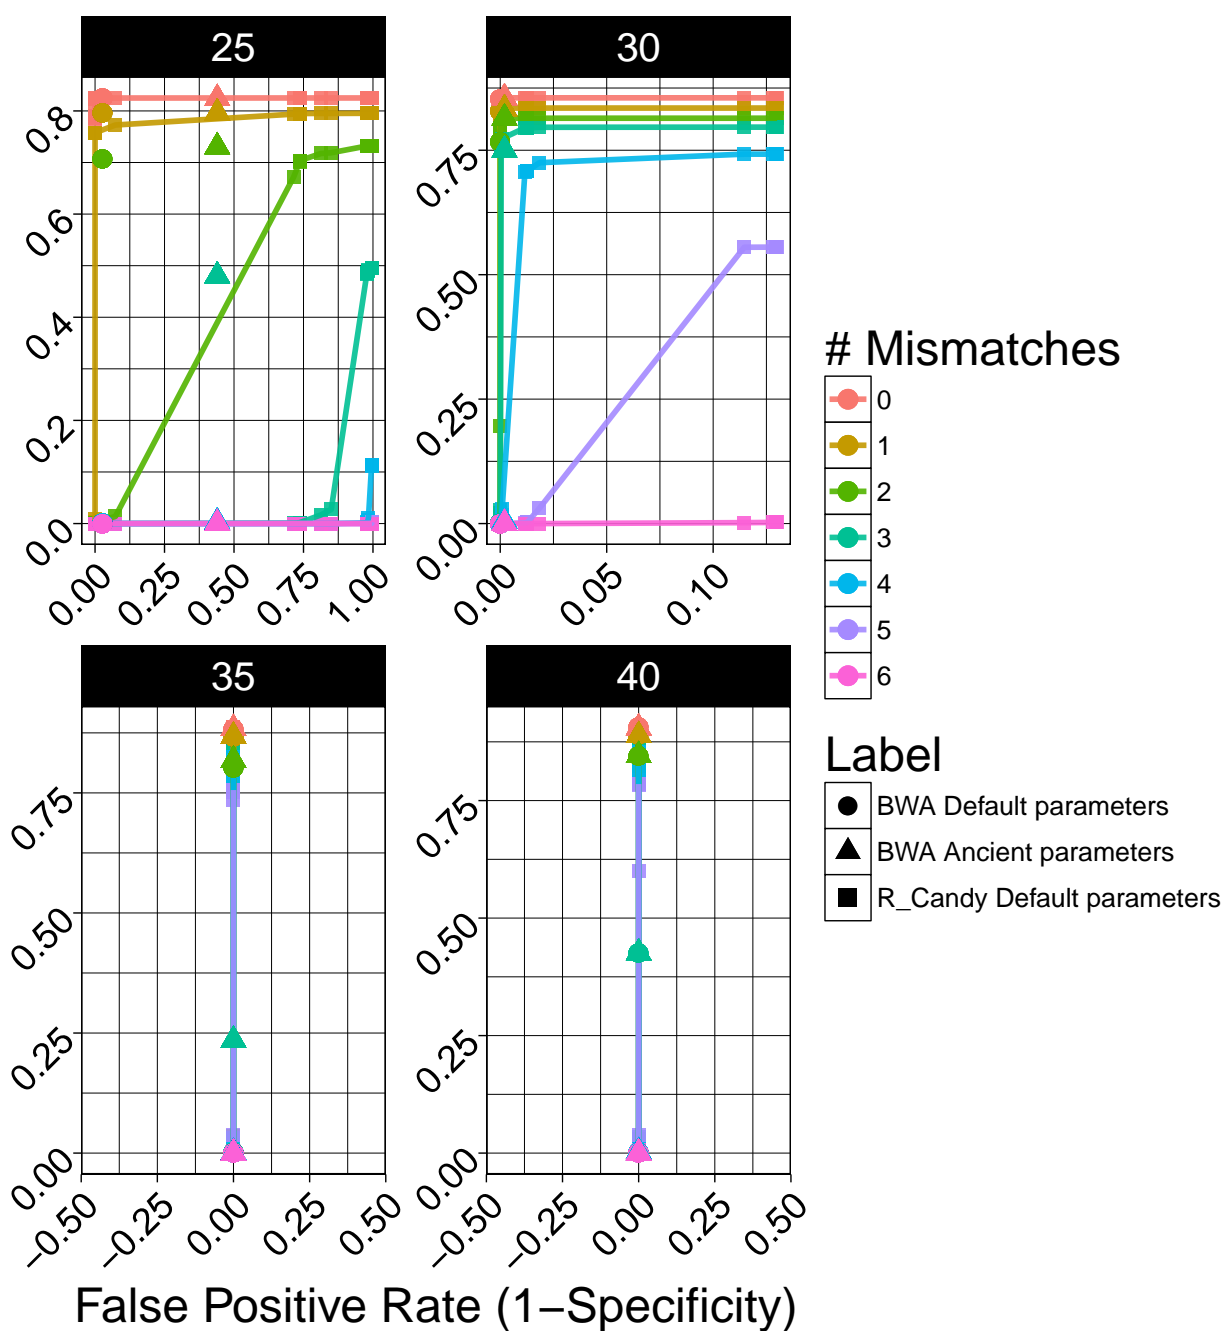 25
30
0.8
0.6
0.4
0.2
0.0
0.75
0.50
0.25
0.00
0.00 0.25 0.50 0.75 1.00
0.00 0.05 0.10
# Mismatches
0
1
2
3
4
5
6
35
40
0.75
0.50
0.25
0.00
0.75
0.50
0.25
0.00
−0.50 −0.25 0.00 0.25 0.50
−0.50 −0.25 0.00 0.25 0.50
Label
BWA Default parameters
BWA Ancient parameters
R_Candy Default parameters
False Positive Rate (1−Specificity)